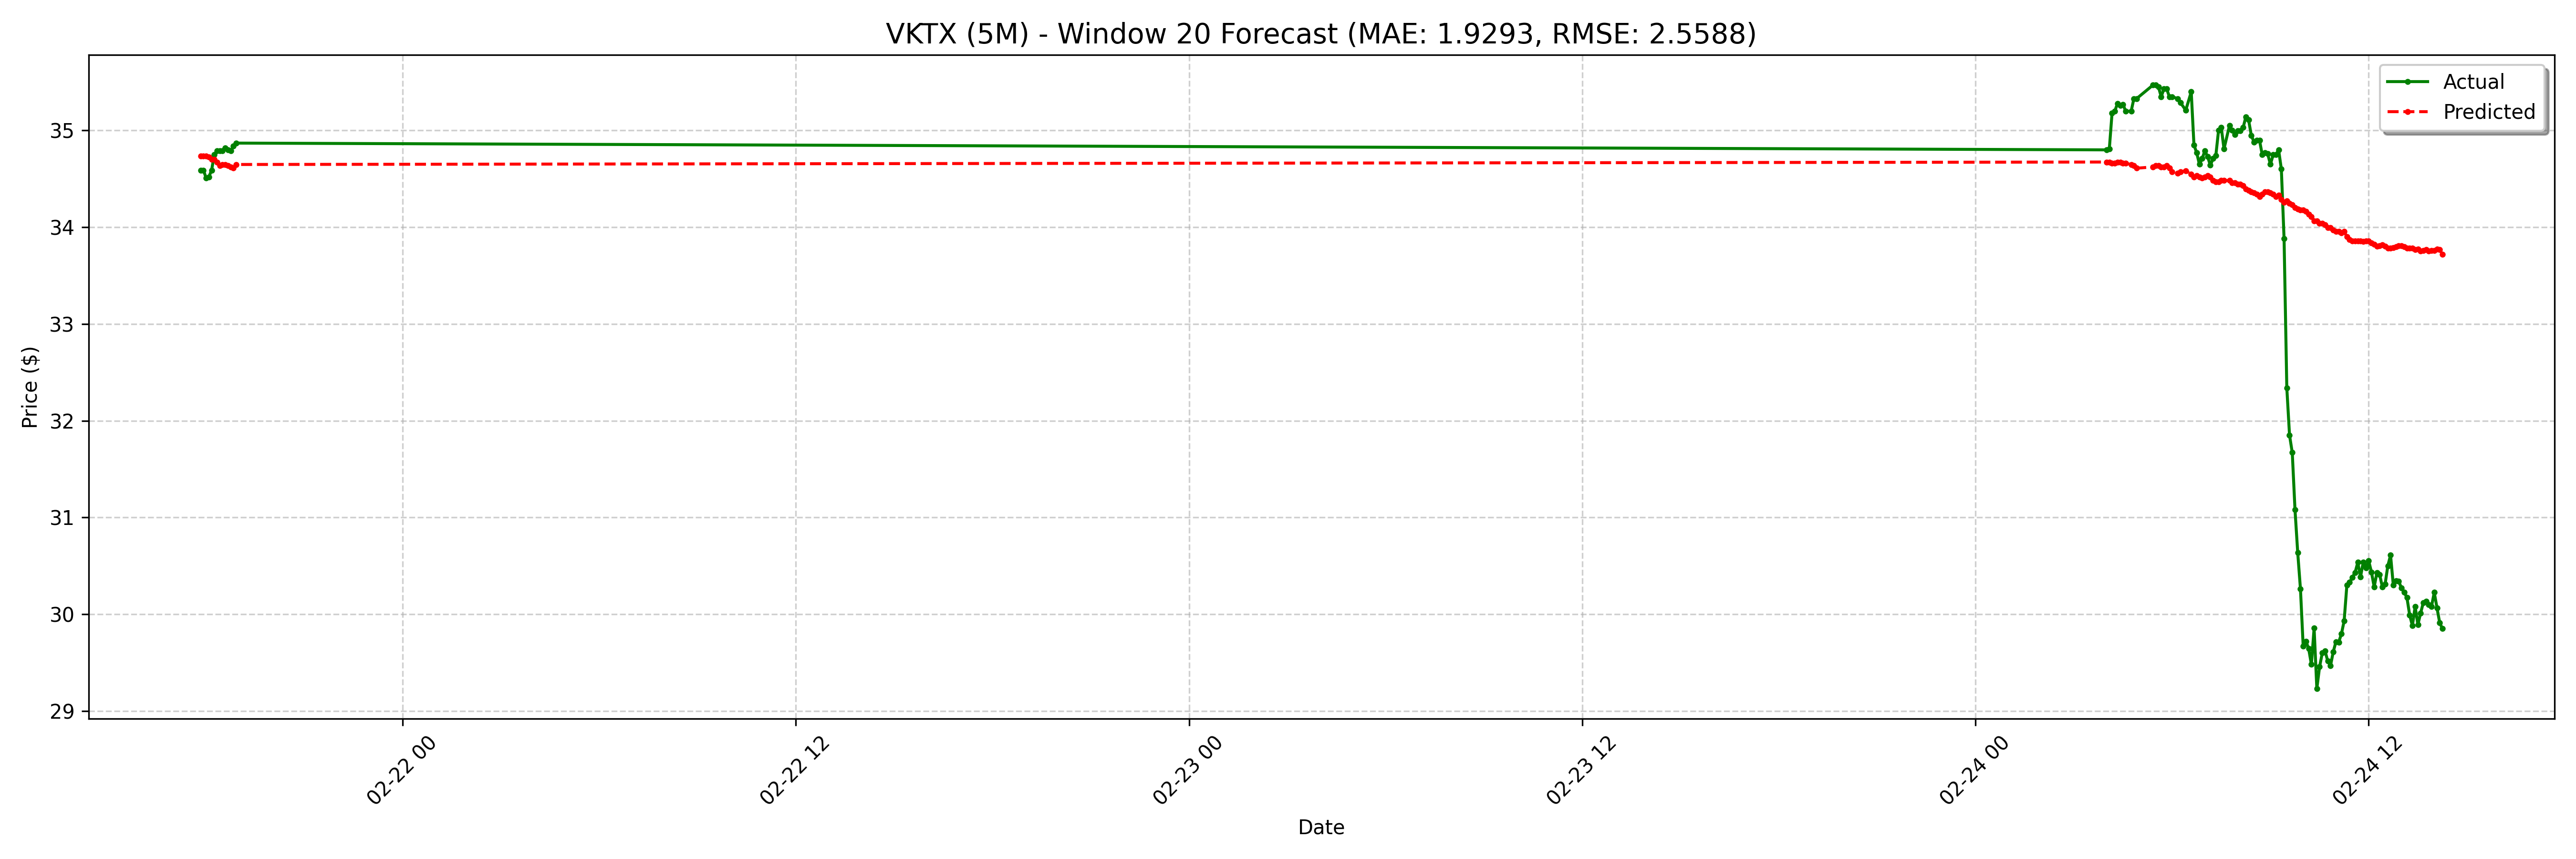 VKTX (5M) - Window 20 Forecast (MAE: 1.9293, RMSE: 2.5588)
Actual
Predicted
Price ($)
35
34
33
32
31
30
29
02-22 00
02-22 12
02-23 00
02-23 12
02-24 00
02-24 12
Date